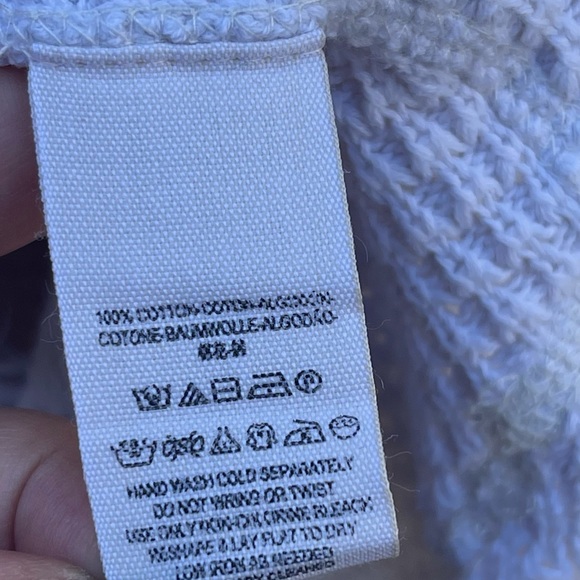 100% COTTON-COTON-ALGODON-
COTONE-BAUMWOLLE-ALGODÃO-
HAND WASH COLD SEPARATELY
DO NOT WRING OR TWIST
USE ONLY NON-CHLORINE BLEACH
RESHAPE & LAY FLAT TO DRY
LOW IRON AS NEEDED